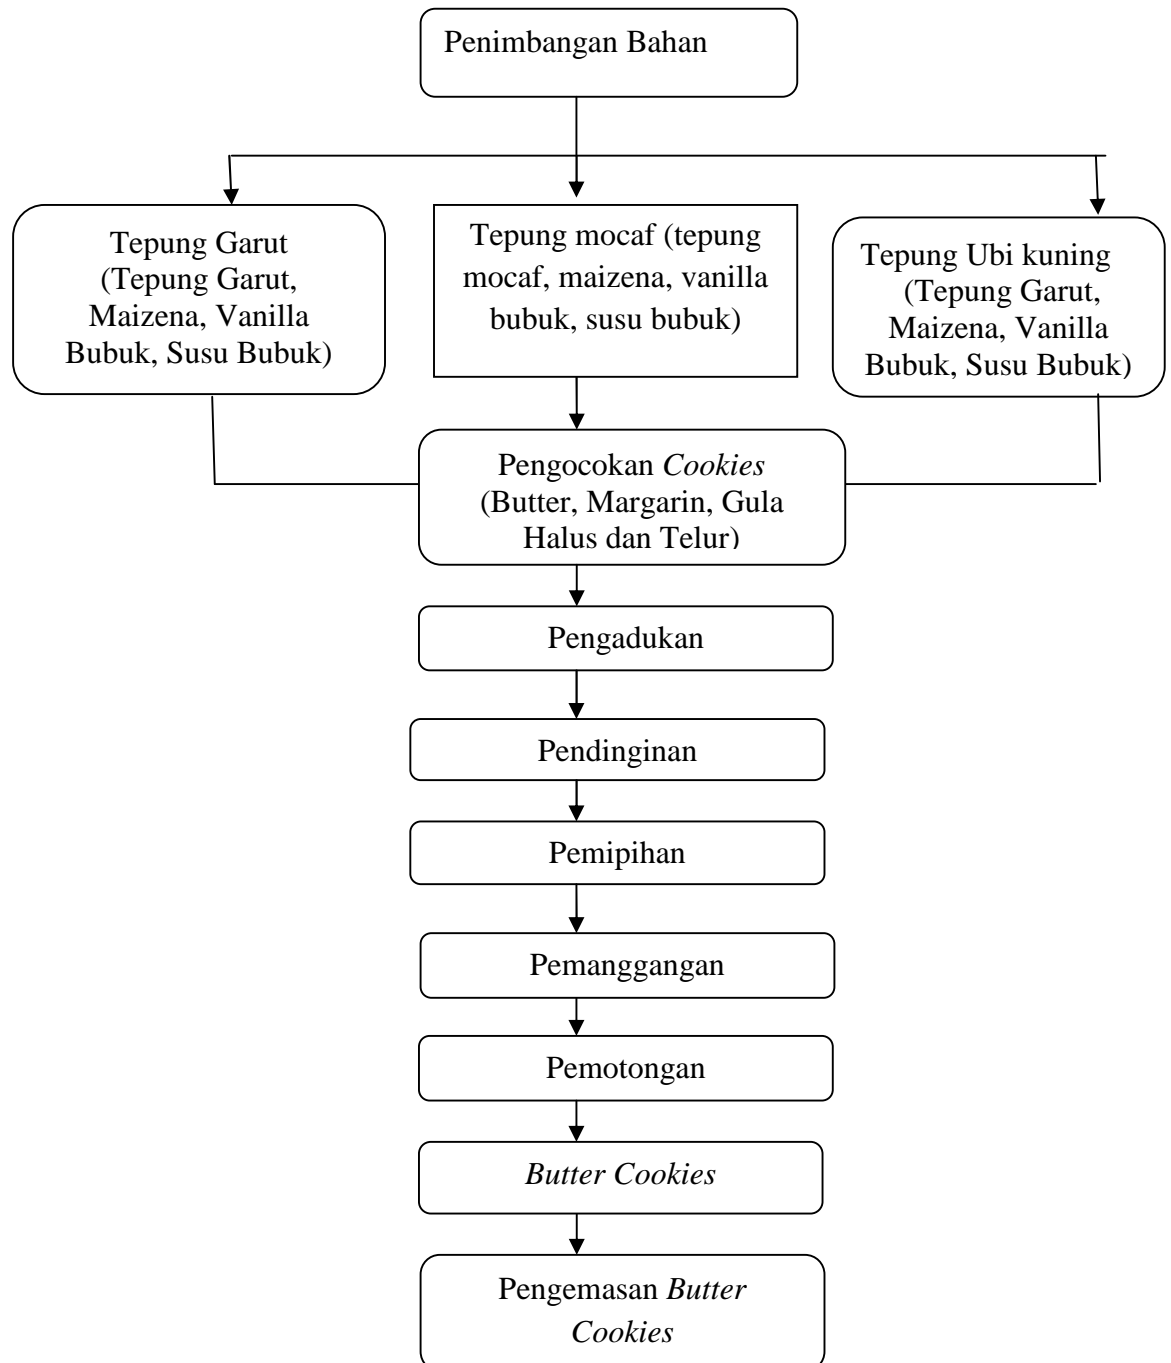 Penimbangan Bahan
Tepung Garut
(Tepung Garut,
Maizena, Vanilla
Bubuk, Susu Bubuk)
Tepung mocaf (tepung
mocaf, maizena, vanilla
bubuk, susu bubuk)
Tepung Ubi kuning
(Tepung Garut,
Maizena, Vanilla
Bubuk, Susu Bubuk)
Pengocokan Cookies
(Butter, Margarin, Gula
Halus dan Telur)
Pengadukan
Pendinginan
Pemipihan
Pemanggangan
Pemotongan
Butter Cookies
Pengemasan Butter
Cookies